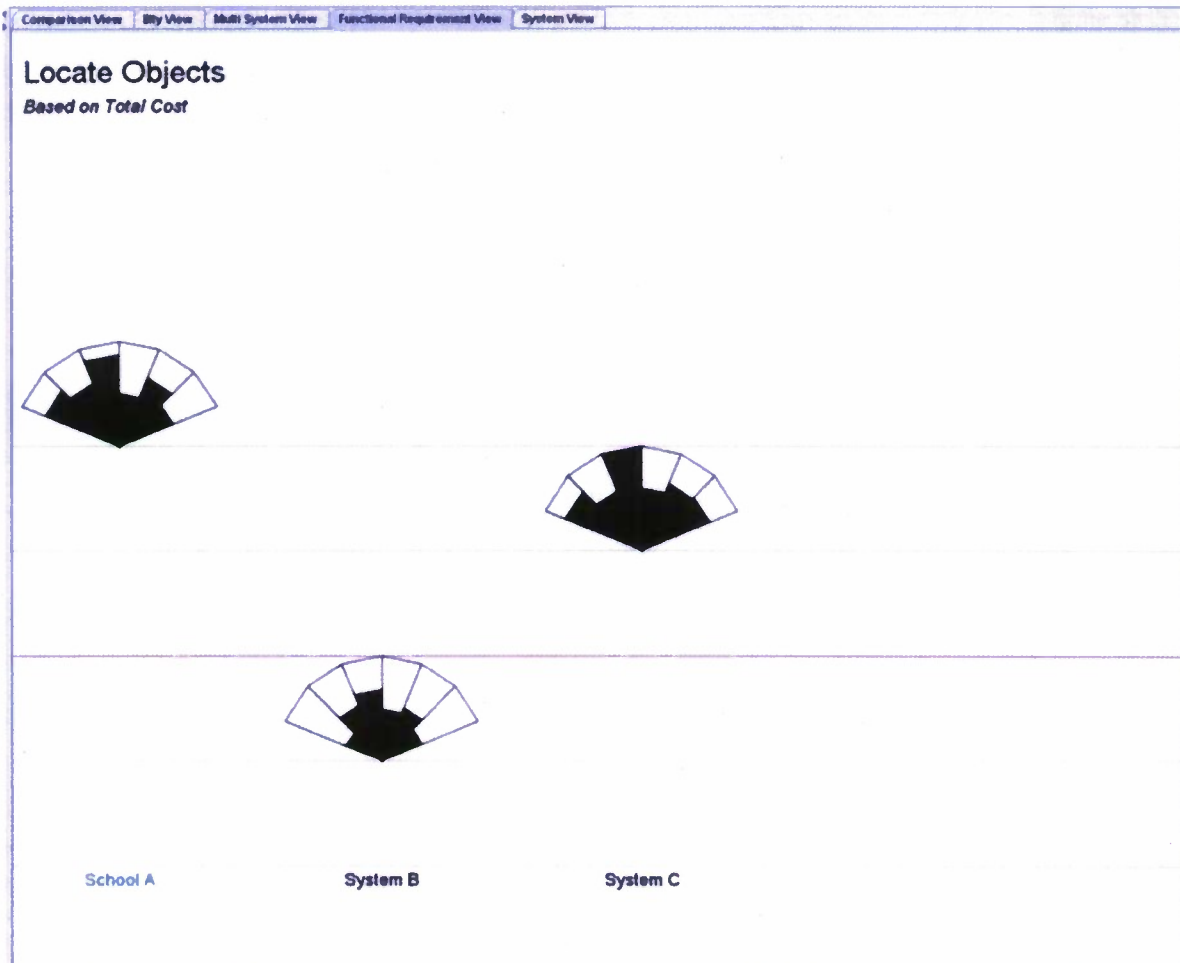 Comparison View Ility View Multi System View Functional Requirement View System View
Locate Objects
Based on Total Cost
School A System B System C